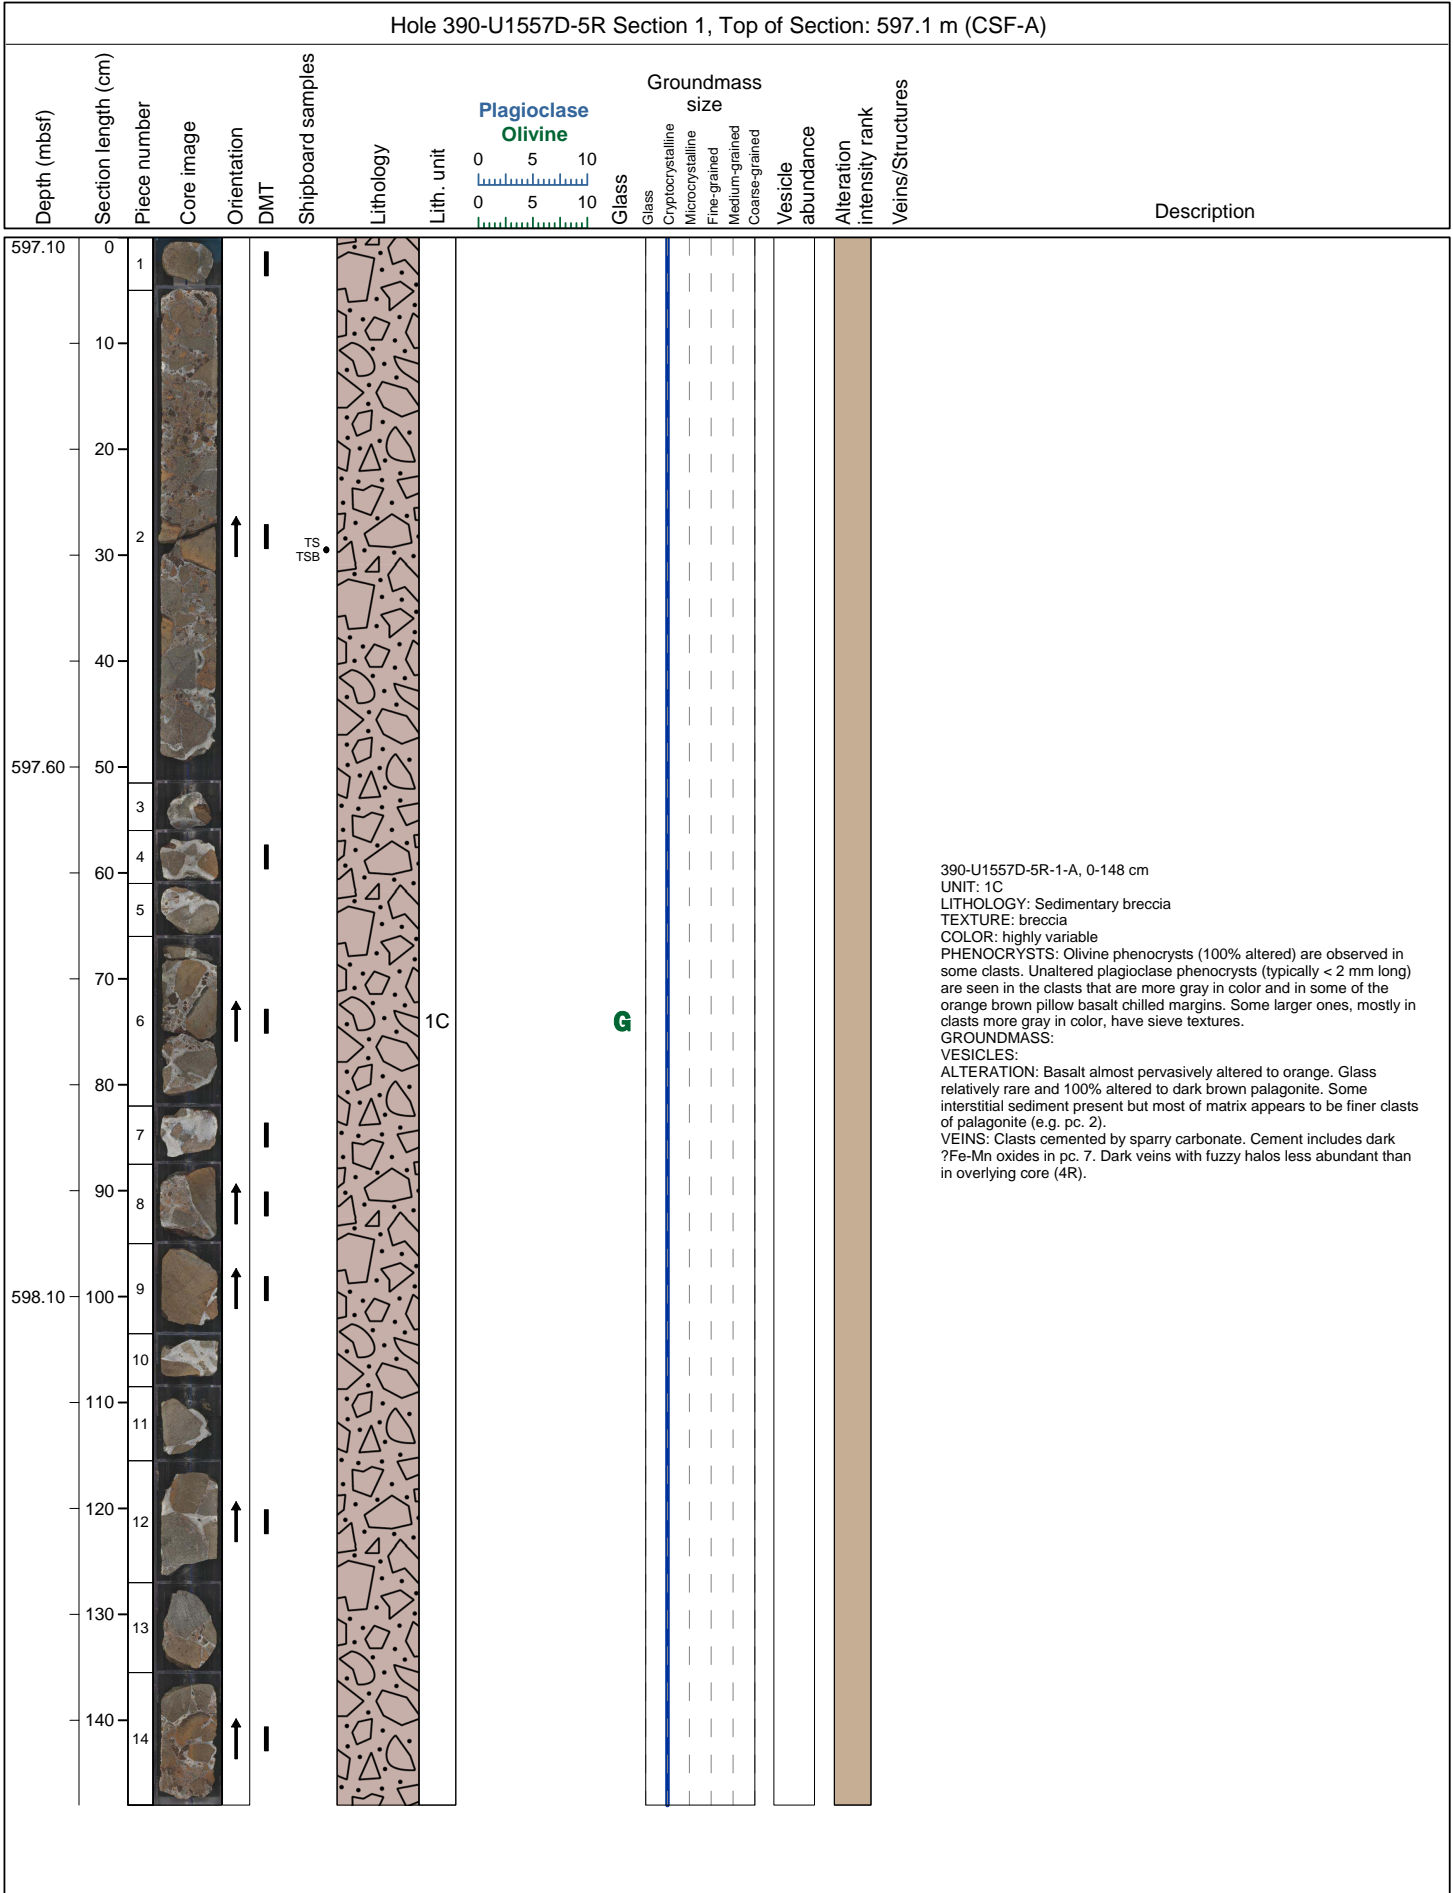 Hole 390-U1557D-5R Section 1, Top of Section: 597.1 m (CSF-A)
Depth (mbsf)
Section length (cm)
Piece number
Core image
Orientation
DMT
Shipboard samples
Lithology
Lith. unit
Plagioclase
Olivine
0 5 10
0 5 10
Glass
Groundmass
size
Glass
Cryptocrystalline
Microcrystalline
Fine-grained
Medium-grained
Coarse-grained
Vesicle
abundance
Alteration
intensity rank
Veins/Structures
Description
597.10
597.60
598.10
0
10
20
30
40
50
60
70
80
90
100
110
120
130
140
1
2
3
4
5
6
7
8
9
10
11
12
13
14
TS
TSB
1C
G
390-U1557D-5R-1-A, 0-148 cm
UNIT: 1C
LITHOLOGY: Sedimentary breccia
TEXTURE: breccia
COLOR: highly variable
PHENOCRYSTS: Olivine phenocrysts (100% altered) are observed in
some clasts. Unaltered plagioclase phenocrysts (typically < 2 mm long)
are seen in the clasts that are more gray in color and in some of the
orange brown pillow basalt chilled margins. Some larger ones, mostly in
clasts more gray in color, have sieve textures.
GROUNDMASS:
VESICLES:
ALTERATION: Basalt almost pervasively altered to orange. Glass
relatively rare and 100% altered to dark brown palagonite. Some
interstitial sediment present but most of matrix appears to be finer clasts
of palagonite (e.g. pc. 2).
VEINS: Clasts cemented by sparry carbonate. Cement includes dark
?Fe-Mn oxides in pc. 7. Dark veins with fuzzy halos less abundant than
in overlying core (4R).